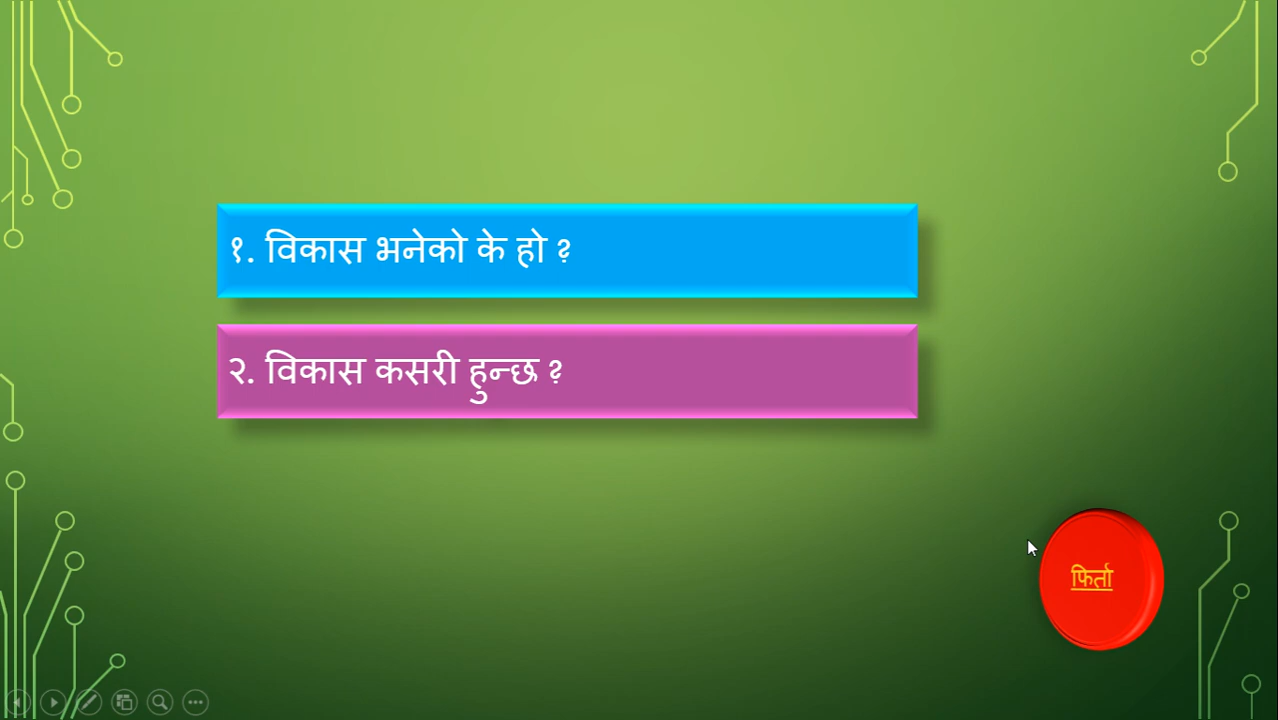 १. विकास भनेको के हो ?
२. विकास कसरी हुन्छ ?
फिर्ता